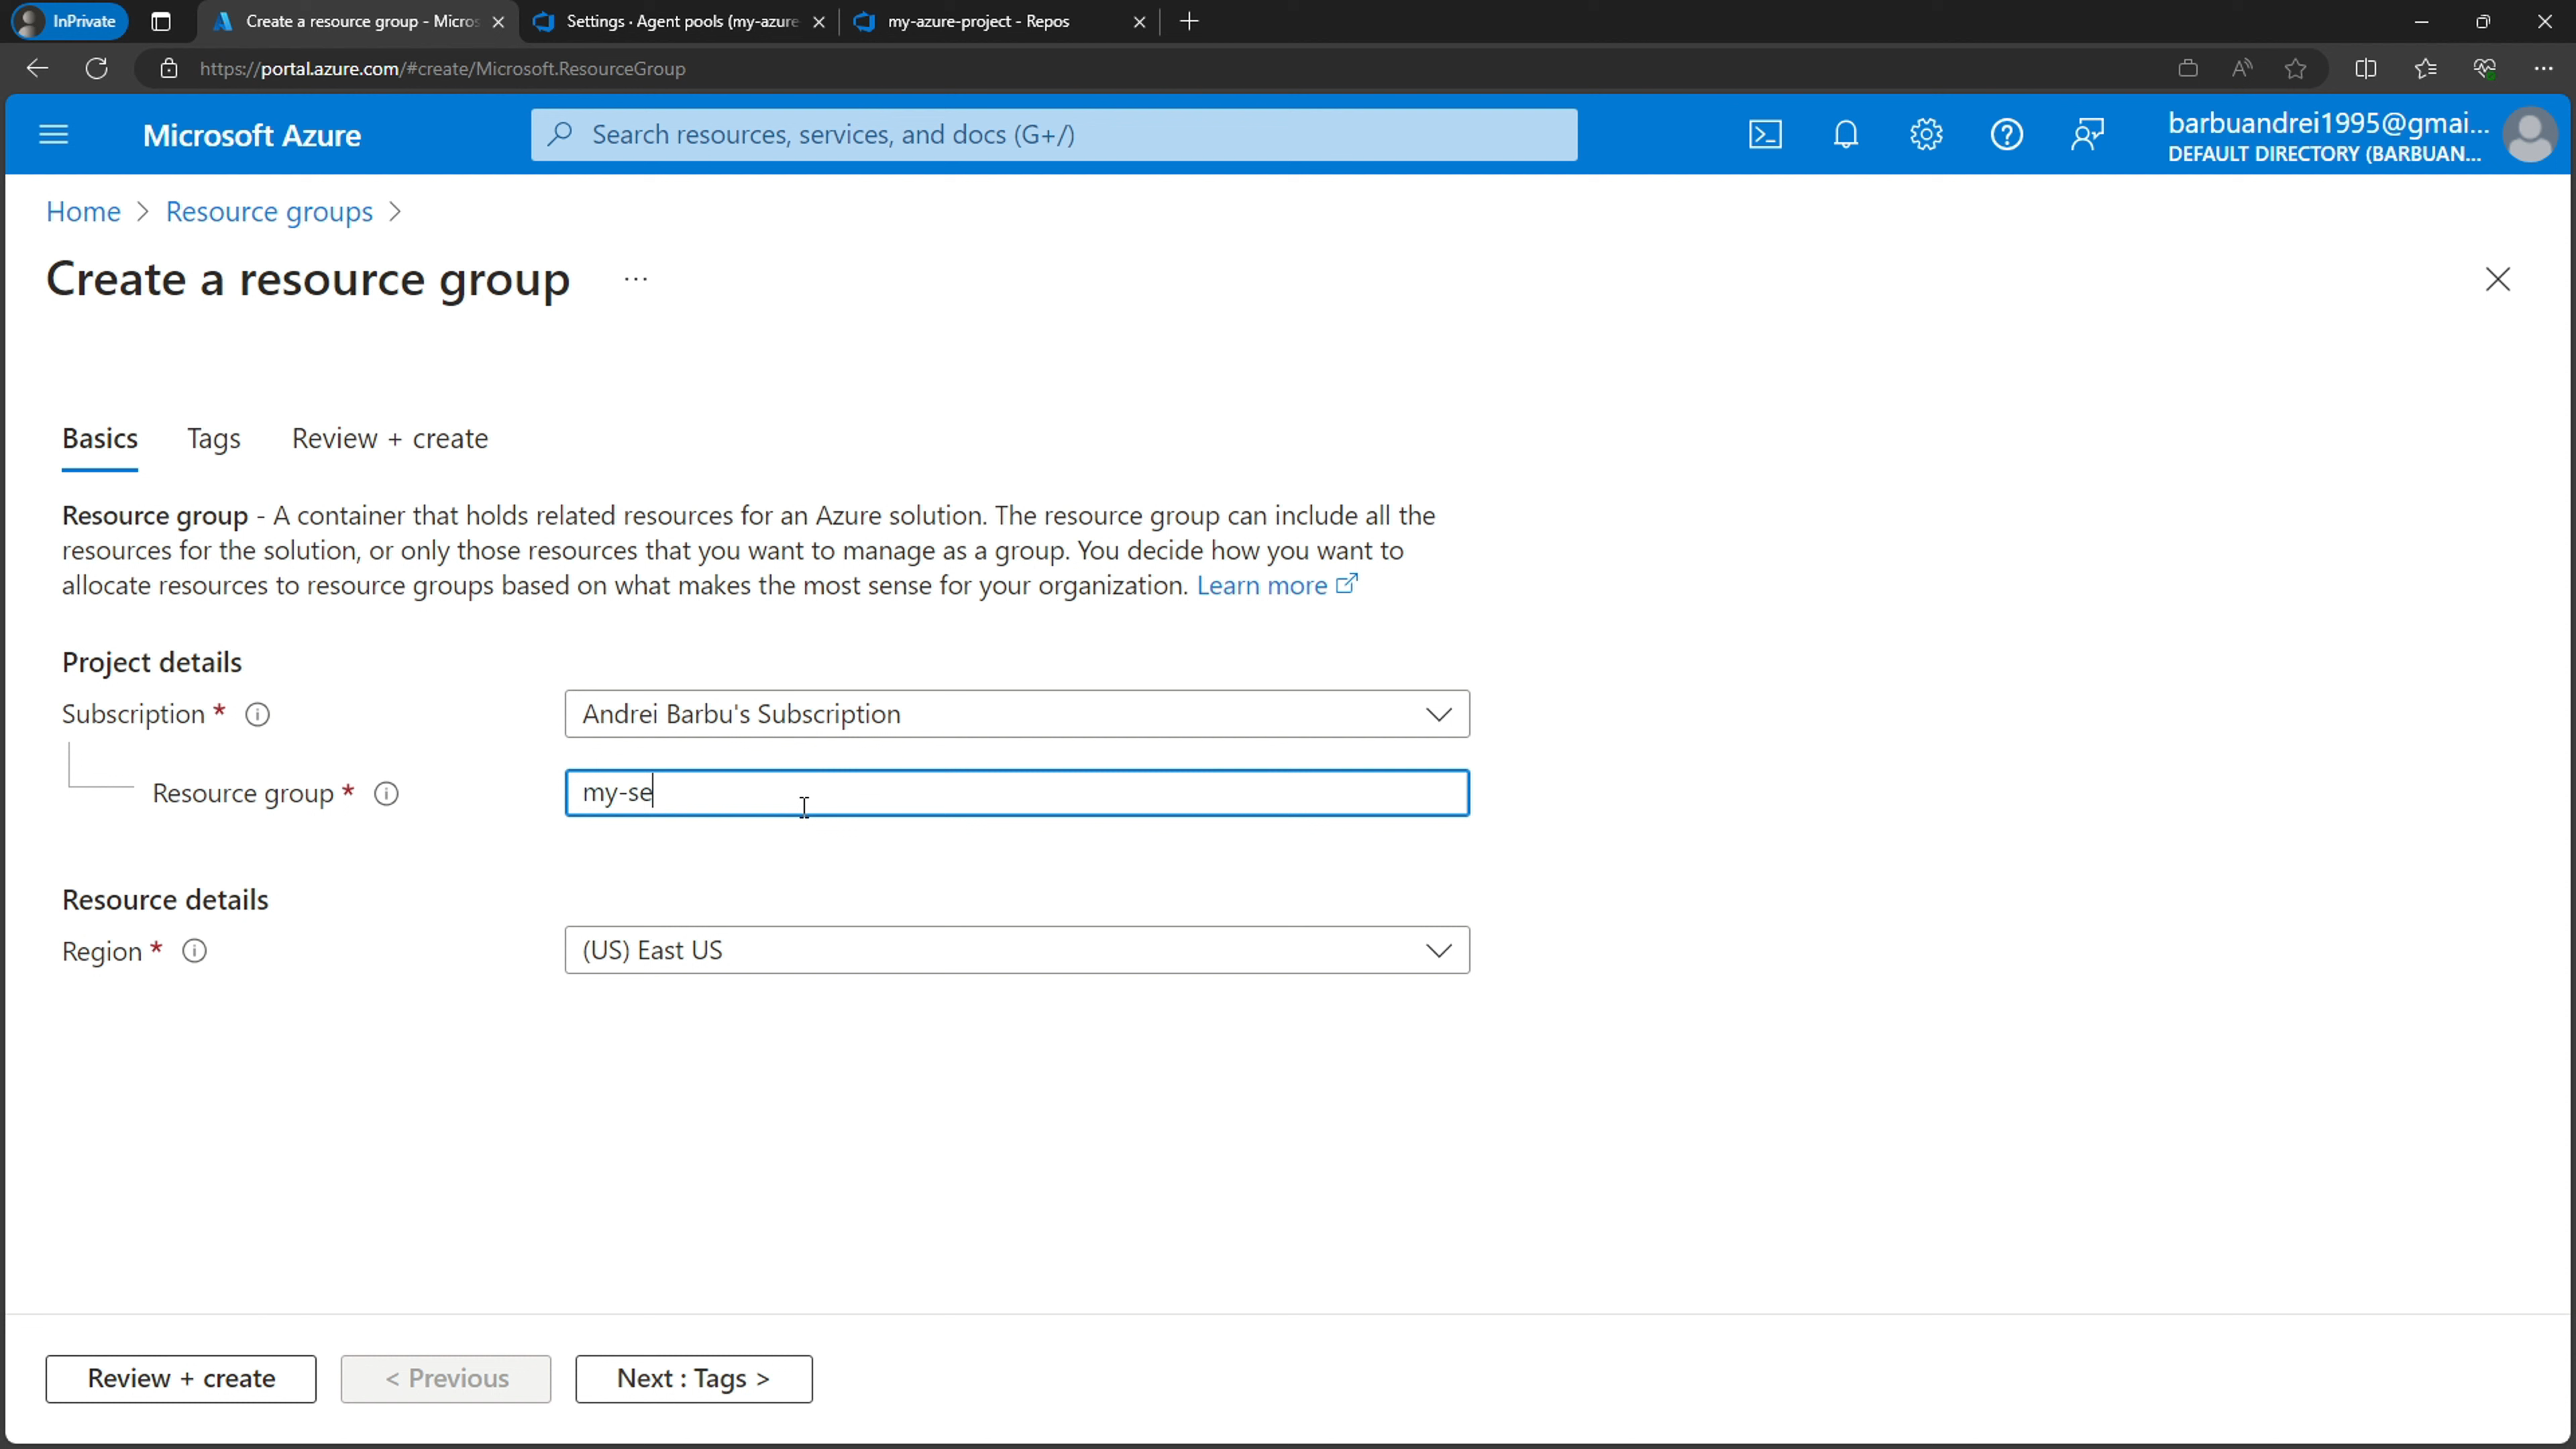 InPrivate
Create a resource group - Micros
Settings · Agent pools (my-azure-
my-azure-project - Repos
https://portal.azure.com/#create/Microsoft.ResourceGroup
Microsoft Azure
Search resources, services, and docs (G+/)
barbuandrei1995@gmai...
DEFAULT DIRECTORY (BARBUAN...
Home > Resource groups >
Create a resource group ...
Basics Tags Review + create
Resource group - A container that holds related resources for an Azure solution. The resource group can include all the
resources for the solution, or only those resources that you want to manage as a group. You decide how you want to
allocate resources to resource groups based on what makes the most sense for your organization. Learn more
Project details
Subscription *
Andrei Barbu's Subscription
Resource group *
my-se
Resource details
Region *
(US) East US
Review + create
< Previous
Next : Tags >